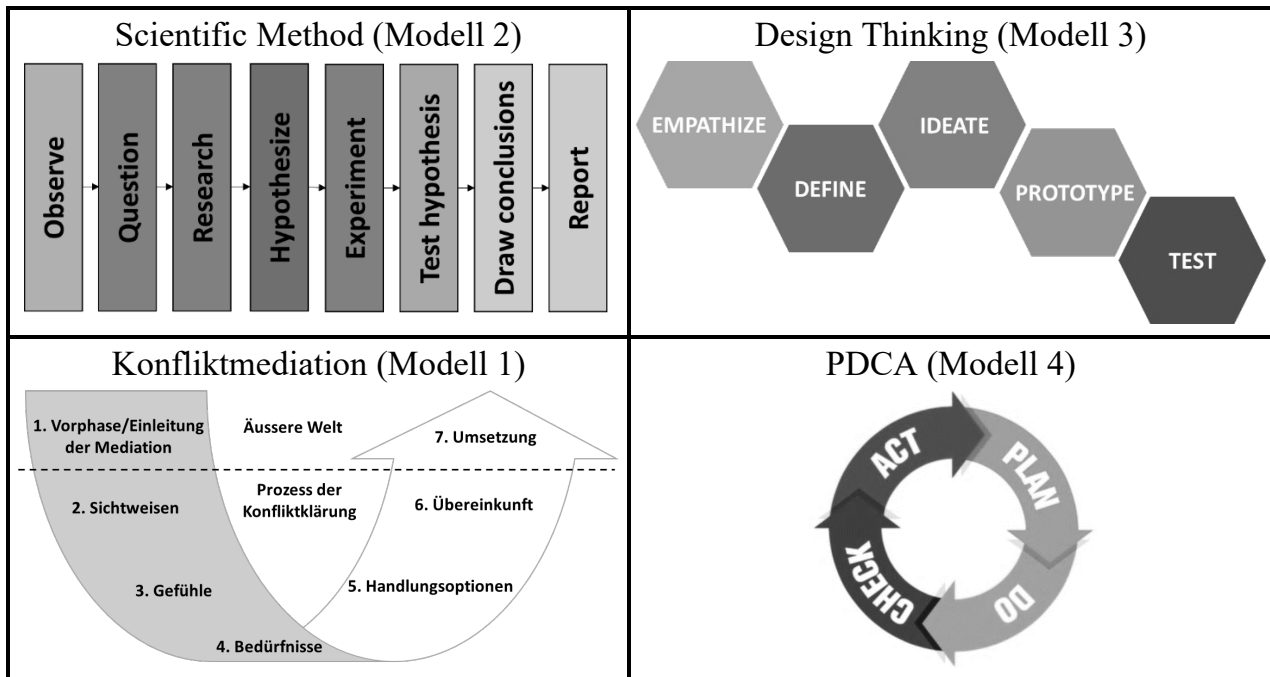 Scientific Method (Modell 2)
Observe
Question
Research
Hypothesize
Experiment
Test hypothesis
Draw conclusions
Report
Design Thinking (Modell 3)
EMPATHIZE
DEFINE
IDEATE
PROTOTYPE
TEST
Konfliktmediation (Modell 1)
1. Vorphase/Einleitung
der Mediation
Äussere Welt
7. Umsetzung
2. Sichtweisen
Prozess der
Konfliktklärung
6. Übereinkunft
3. Gefühle
5. Handlungsoptionen
4. Bedürfnisse
PDCA (Modell 4)
ACT
PLAN
DO
CHECK